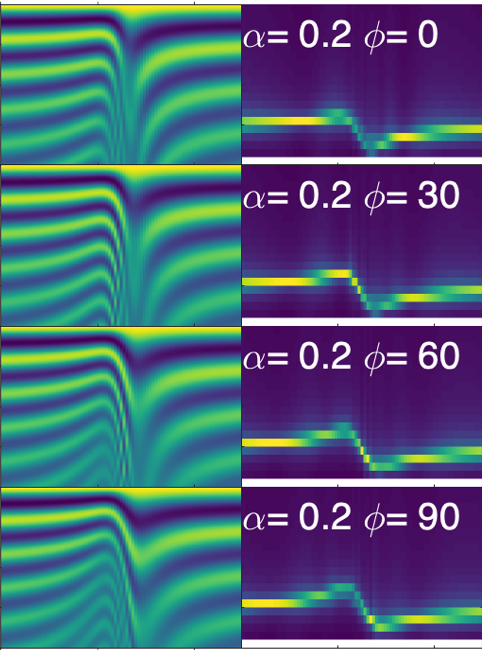 α= 0.2 ϕ= 0
α= 0.2 ϕ= 30
α= 0.2 ϕ= 60
α= 0.2 ϕ= 90